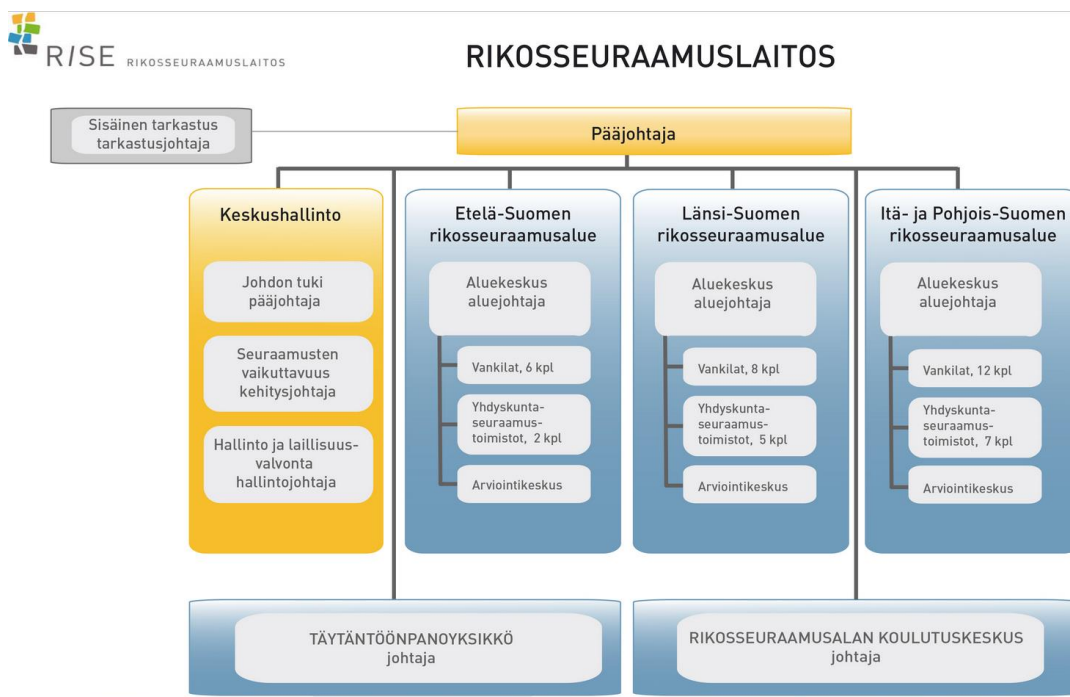 RISE RIKOSSEURAAMUSLAITOS
RIKOSSEURAAMUSLAITOS
Sisäinen tarkastus
tarkastusjohtaja
Pääjohtaja
Keskushallinto
Johdon tuki
pääjohtaja
Seuraamusten
vaikuttavuus
kehitysjohtaja
Hallinto ja laillisuus-
valvonta
hallintojohtaja
Etelä-Suomen
rikosseuraamusalue
Aluekeskus
aluejohtaja
Vankilat, 6 kpl
Yhdyskunta-
seuraamus-
toimistot, 2 kpl
Arviointikeskus
Länsi-Suomen
rikosseuraamusalue
Aluekeskus
aluejohtaja
Vankilat, 8 kpl
Yhdyskunta-
seuraamus-
toimistot, 5 kpl
Arviointikeskus
Itä- ja Pohjois-Suomen
rikosseuraamusalue
Aluekeskus
aluejohtaja
Vankilat, 12 kpl
Yhdyskunta-
seuraamus-
toimistot, 7 kpl
Arviointikeskus
TÄYTÄNTÖÖNPANOYKSIKKÖ
johtaja
RIKOSSEURAAMUSALAN KOULUTUSKESKUS
johtaja